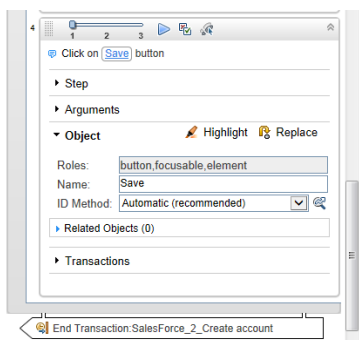 4
1 2 3
Click on Save button
Step
Arguments
Object Highlight Replace
Roles: button,focusable,element
Name: Save
ID Method: Automatic (recommended)
Related Objects (0)
Transactions
End Transaction:SalesForce_2_Create account